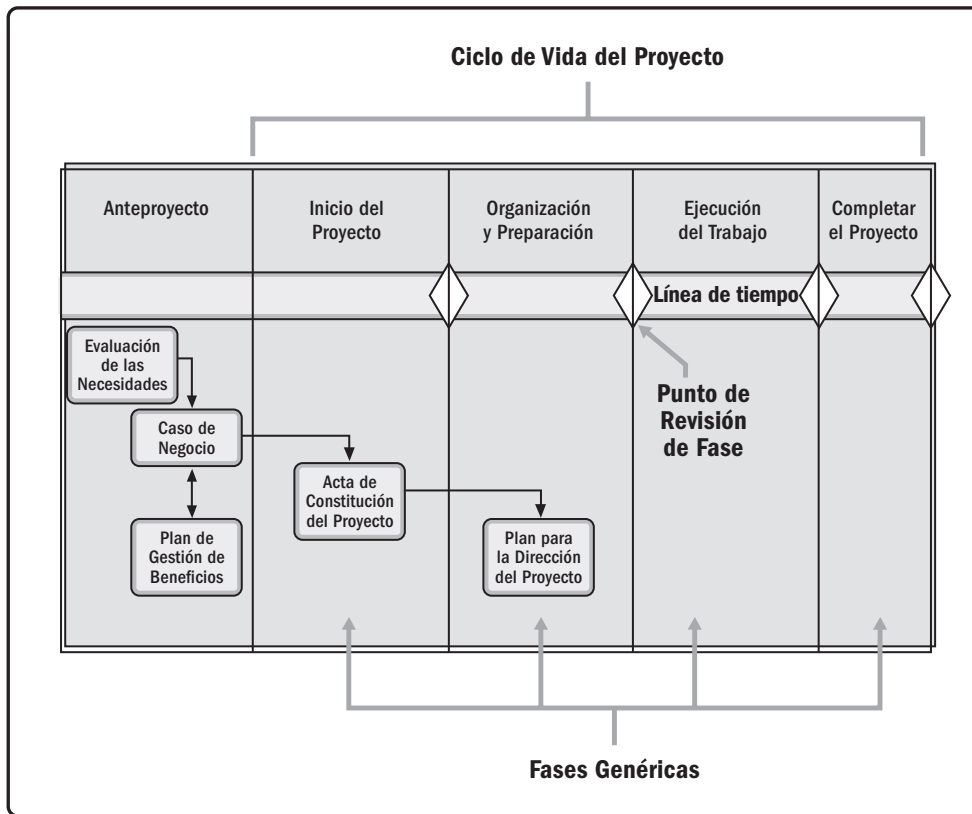 Ciclo de Vida del Proyecto
Anteproyecto
Inicio del
Proyecto
Organización
y Preparación
Ejecución
del Trabajo
Completar
el Proyecto
Línea de tiempo
Evaluación
de las
Necesidades
Caso de
Negocio
Plan de
Gestión de
Beneficios
Acta de
Constitución
del Proyecto
Plan para
la Dirección
del Proyecto
Punto de
Revisión
de Fase
Fases Genéricas